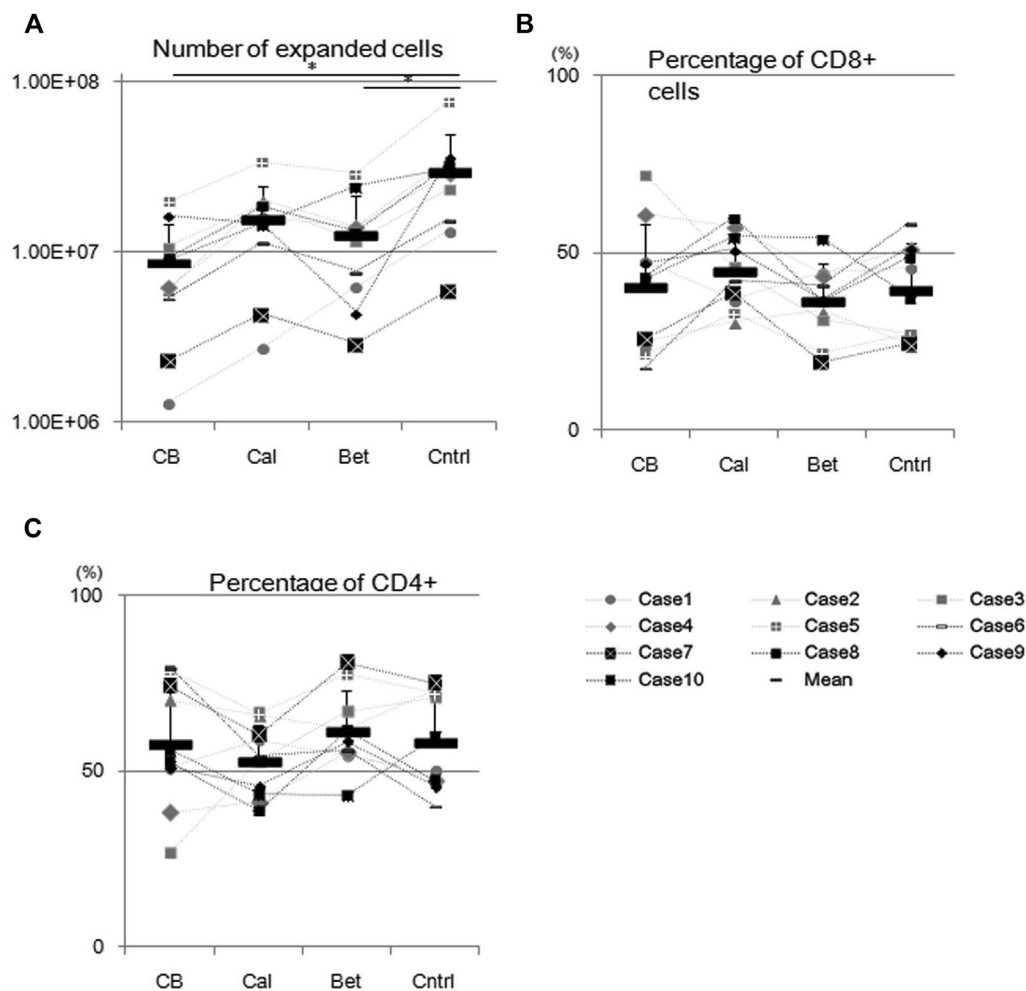 A
Number of expanded cells
*
*
1.00E+08
1.00E+07
1.00E+06
CB Cal Bet Cntrl
B
(%)
Percentage of CD8+
cells
100
50
0
CB Cal Bet Cntrl
C
(%)
Percentage of CD4+
100
50
0
CB Cal Bet Cntrl
Case1 Case2 Case3
Case4 Case5 Case6
Case7 Case8 Case9
Case10 Mean